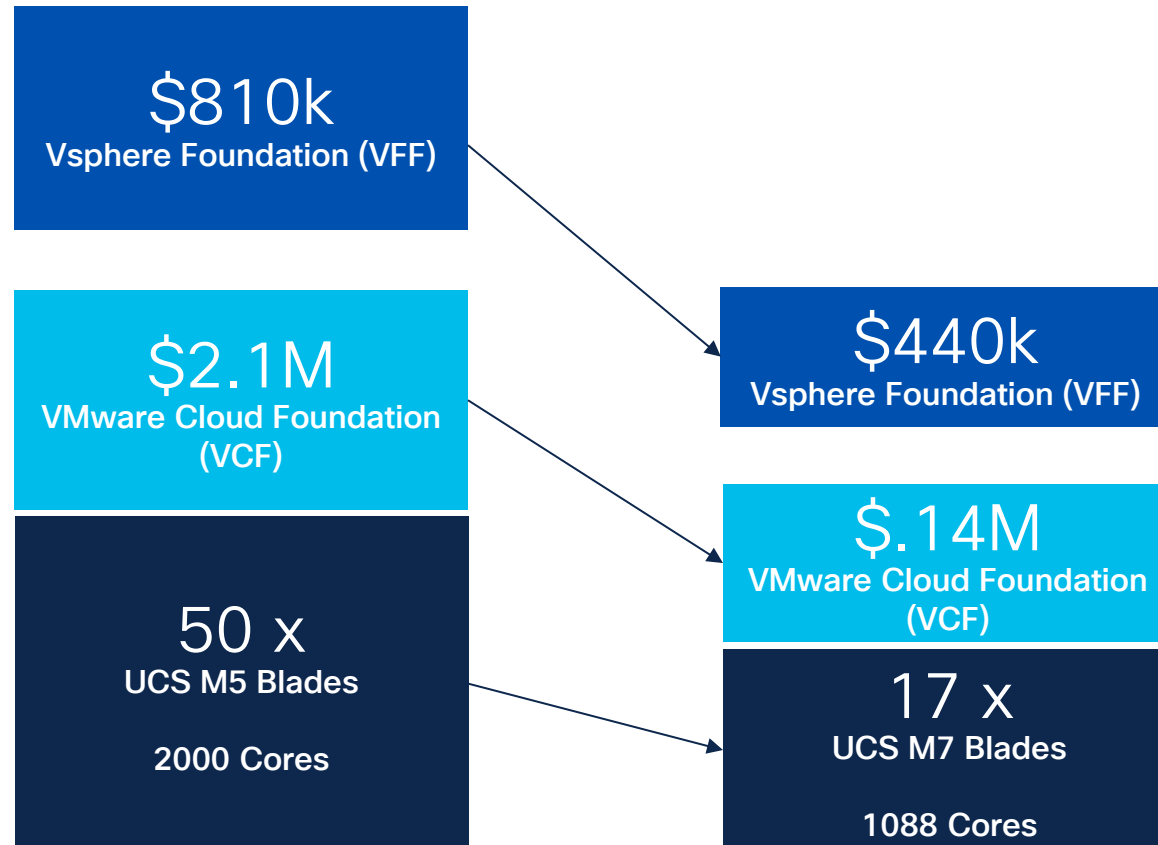 $810k
Vsphere Foundation (VFF)
$2.1M
VMware Cloud Foundation
(VCF)
50 x
UCS M5 Blades
2000 Cores
$440k
Vsphere Foundation (VFF)
$.14M
VMware Cloud Foundation
(VCF)
17 x
UCS M7 Blades
1088 Cores